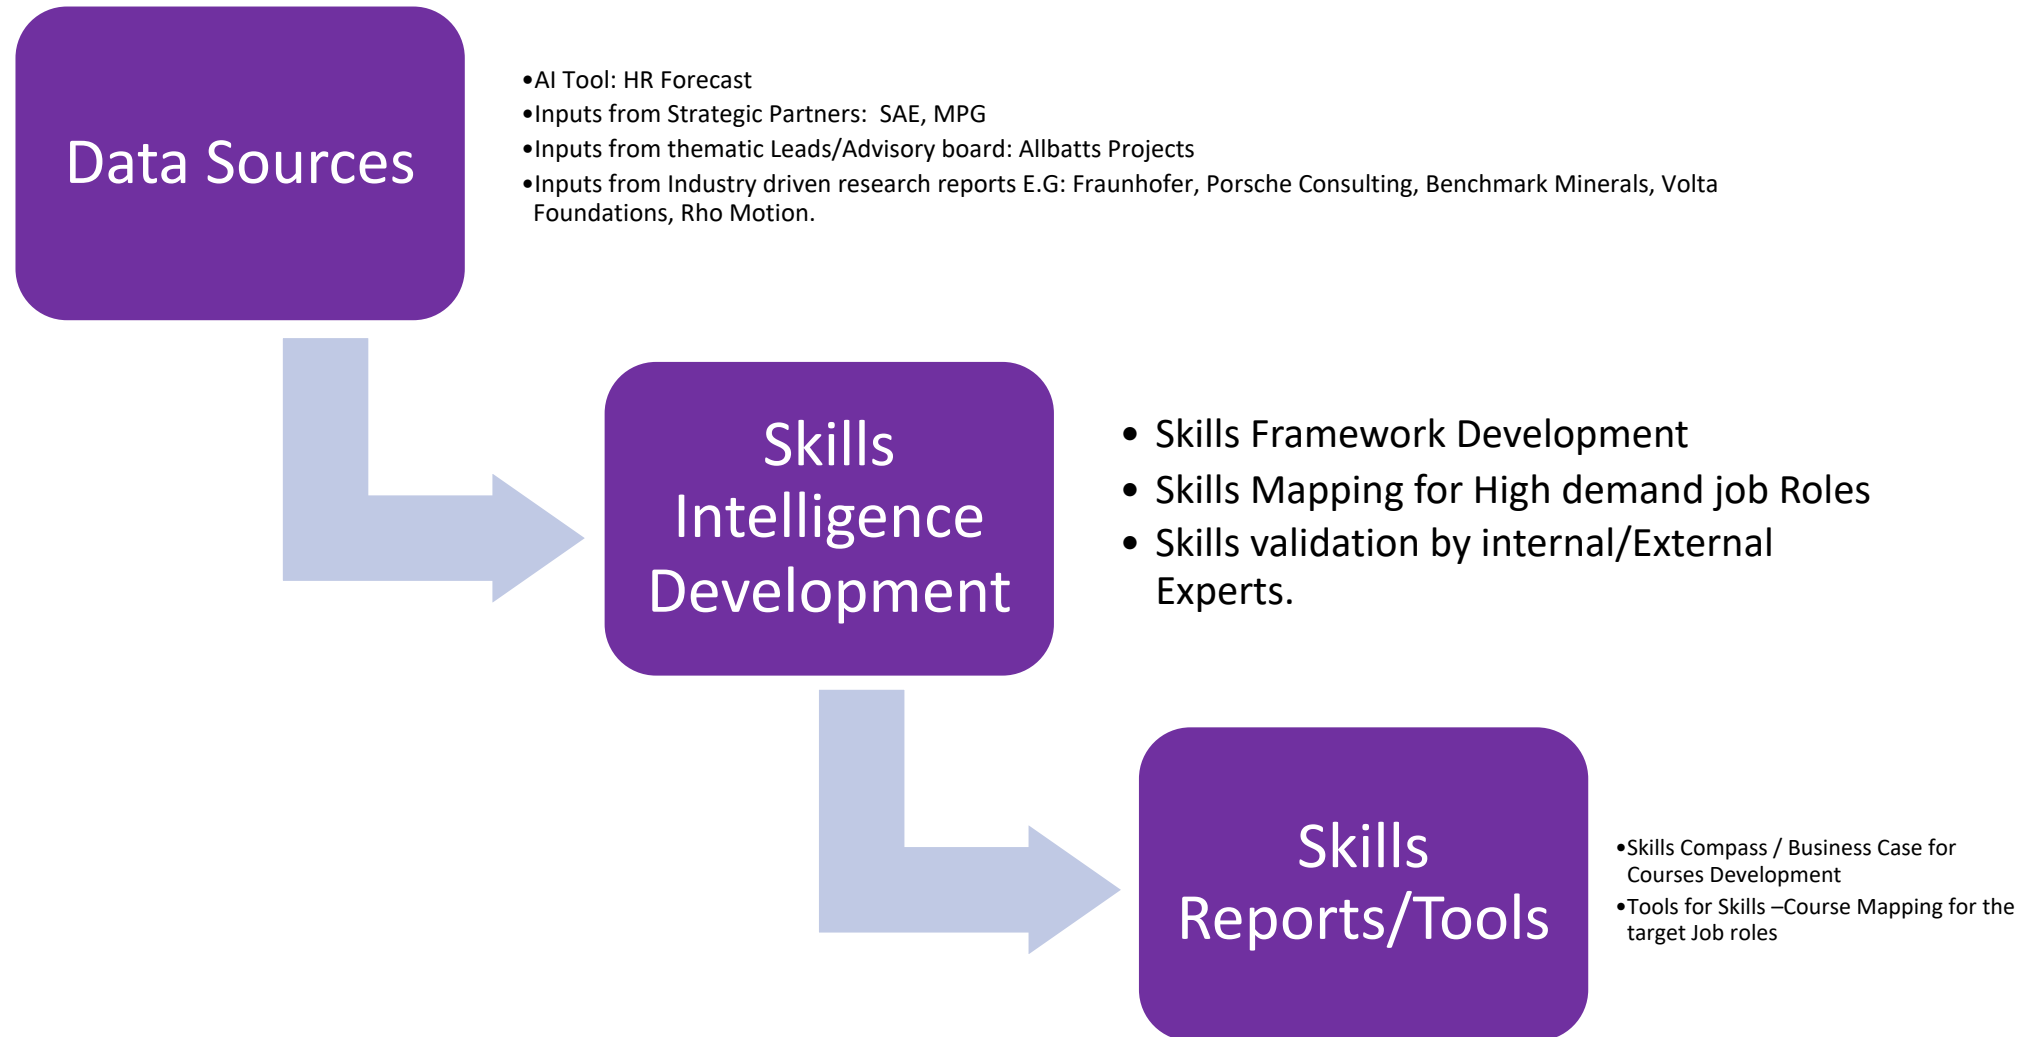 Data Sources
•AI Tool: HR Forecast
•Inputs from Strategic Partners:  SAE, MPG
•Inputs from thematic Leads/Advisory board: Allbatts Projects
•Inputs from Industry driven research reports E.G: Fraunhofer, Porsche Consulting, Benchmark Minerals, Volta
Foundations, Rho Motion.
Skills
Intelligence
Development
• Skills Framework Development
• Skills Mapping for High demand job Roles
• Skills validation by internal/External
Experts.
Skills
Reports/Tools
•Skills Compass / Business Case for
Courses Development
•Tools for Skills –Course Mapping for the
target Job roles